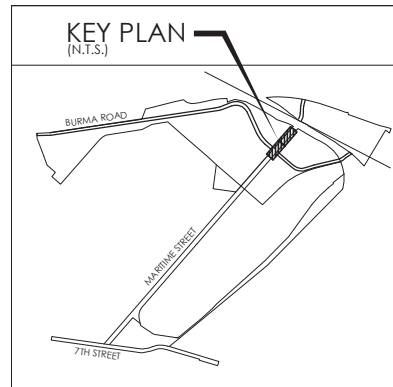 KEY PLAN
(N.T.S.)
BURMA ROAD
MARITIME STREET
7TH STREET